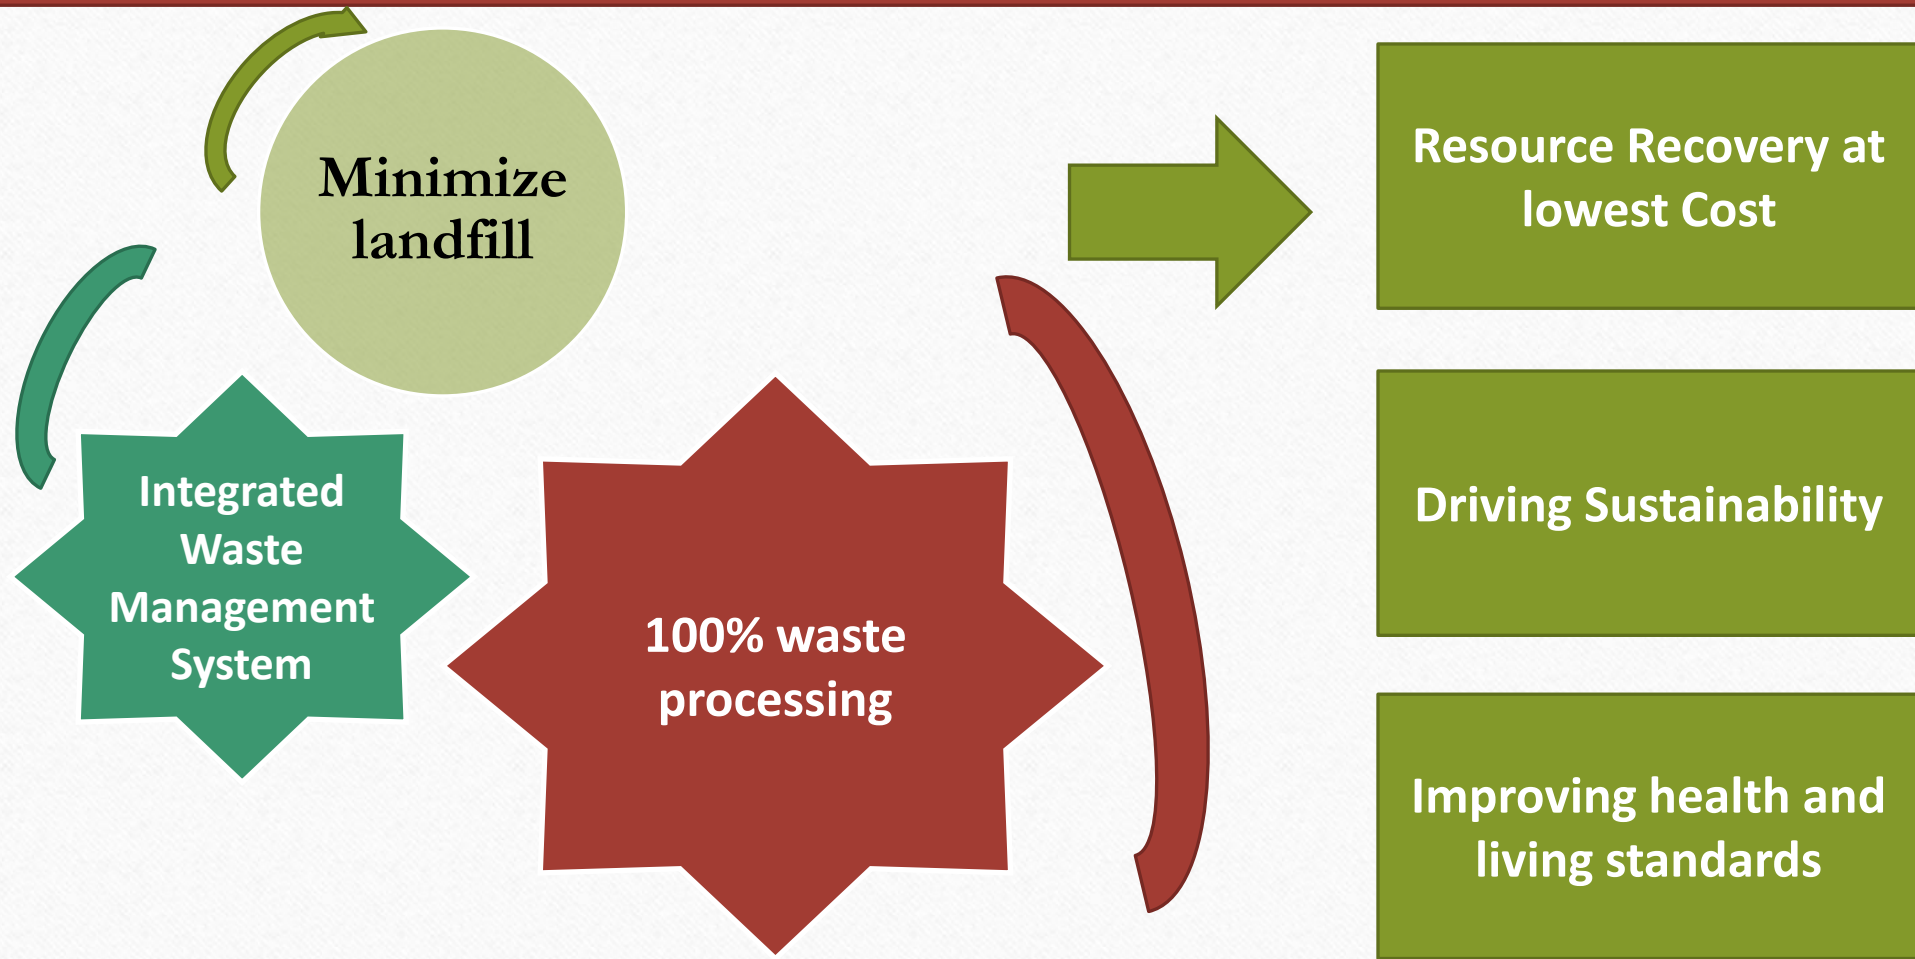 Minimize
landfill
Integrated
Waste
Management
System
100% waste
processing
Resource Recovery at
lowest Cost
Driving Sustainability
Improving health and
living standards